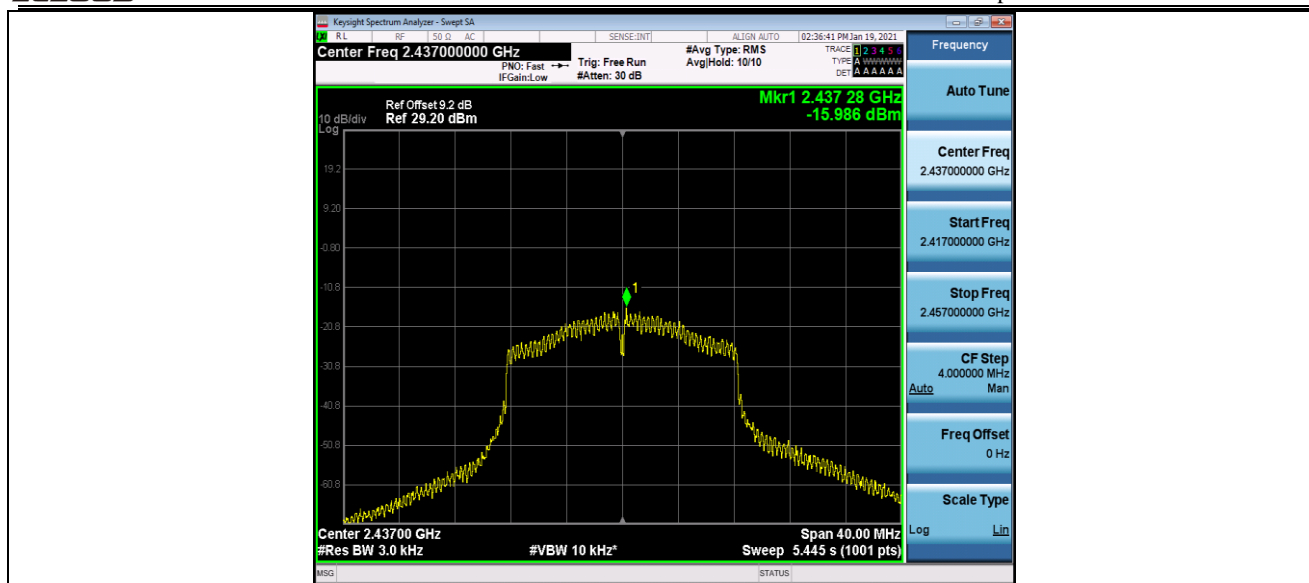 Keysight Spectrum Analyzer - Swept SA
RL RF 50 Ω AC SENSE:INT ALIGN AUTO 02:36:41 PM Jan 19, 2021
Center Freq 2.437000000 GHz
PNO: Fast
IFGain:Low
Trig: Free Run
#Atten: 30 dB
#Avg Type: RMS
Avg|Hold: 10/10
TRACE 1 2 3 4 5 6
TYPE A WWWWW
DET A A A A A A
Ref Offset 9.2 dB
10 dB/div Ref 29.20 dBm
Log
Mkr1 2.437 28 GHz
-15.986 dBm
19.2
9.20
-0.80
-10.8
-20.8
-30.8
-40.8
-50.8
-60.8
1
Center 2.43700 GHz Span 40.00 MHz
#Res BW 3.0 kHz #VBW 10 kHz* Sweep 5.445 s (1001 pts)
MSG STATUS
Frequency
Auto Tune
Center Freq
2.437000000 GHz
Start Freq
2.417000000 GHz
Stop Freq
2.457000000 GHz
CF Step
4.000000 MHz
Auto Man
Freq Offset
0 Hz
Scale Type
Log Lin